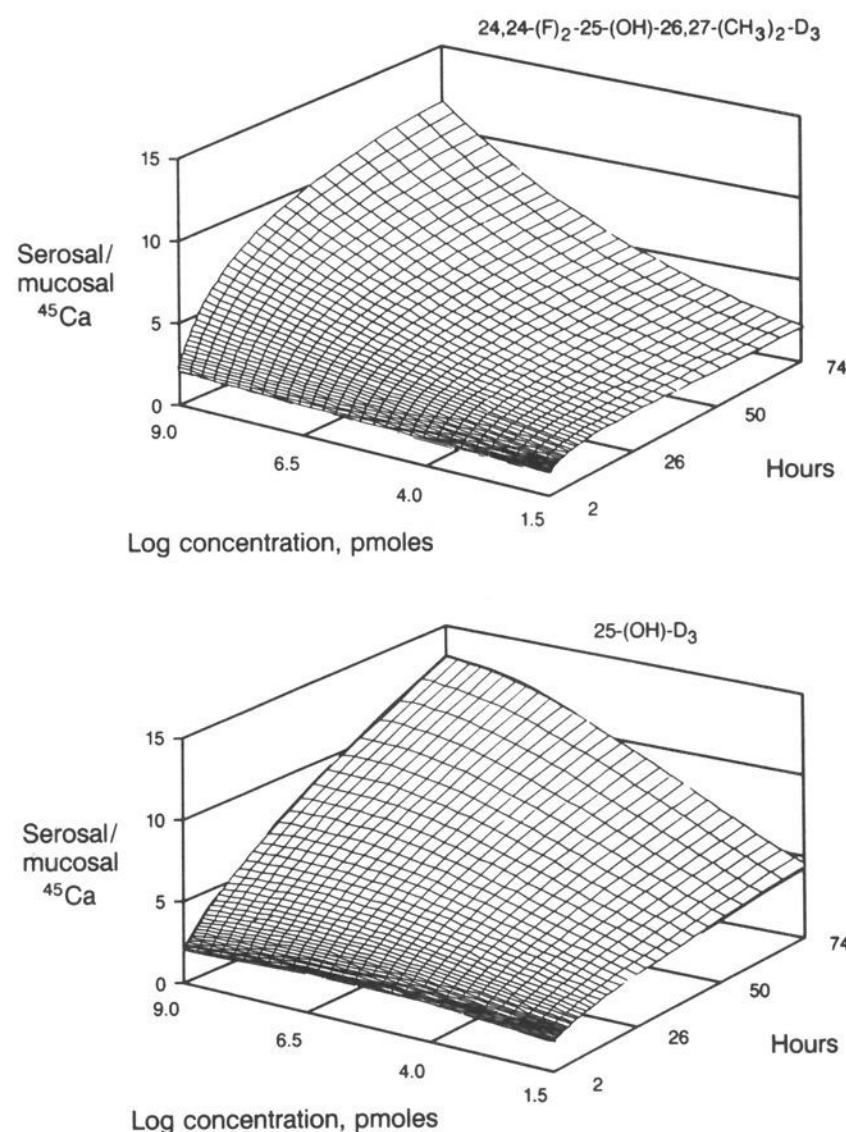 24,24-(F)₂-25-(OH)-26,27-(CH₃)₂-D₃
15
10
5
0
Serosal/
mucosal
⁴⁵Ca
9.0
6.5
4.0
1.5
2
26
50
74
Hours
Log concentration, pmoles
25-(OH)-D₃
15
10
5
0
Serosal/
mucosal
⁴⁵Ca
9.0
6.5
4.0
1.5
2
26
50
74
Hours
Log concentration, pmoles